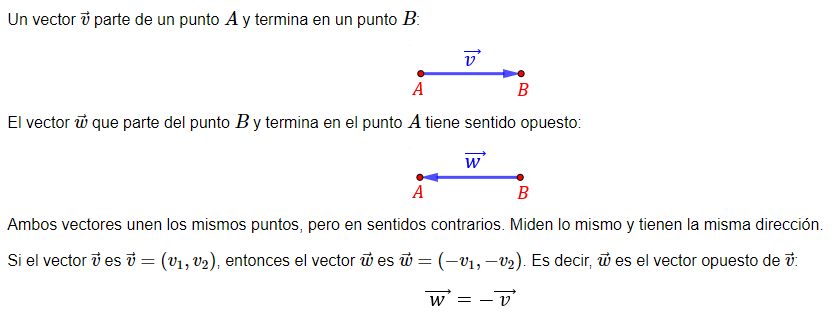 Un vector v⃗ parte de un punto A y termina en un punto B:
v⃗
A B
El vector w⃗ que parte del punto B y termina en el punto A tiene sentido opuesto:
w⃗
A B
Ambos vectores unen los mismos puntos, pero en sentidos contrarios. Miden lo mismo y tienen la misma dirección.
Si el vector v⃗ es v⃗ = (v₁, v₂), entonces el vector w⃗ es w⃗ = (−v₁, −v₂). Es decir, w⃗ es el vector opuesto de v⃗:
w⃗ = −v⃗